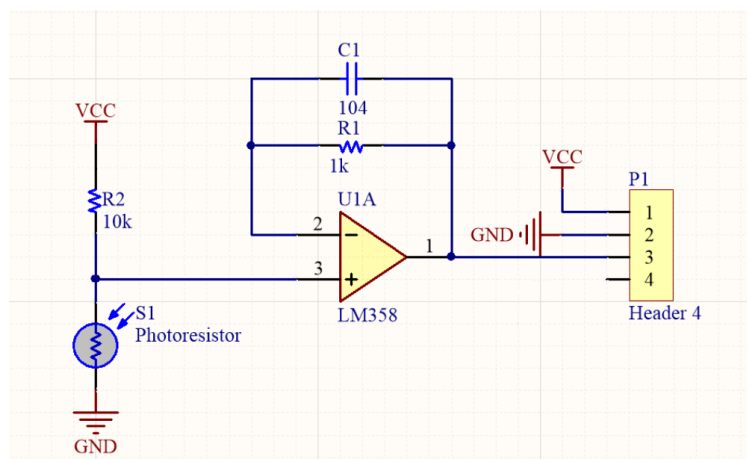 C1
104
R1
1k
VCC
R2
10k
U1A
2
3
1
LM358
S1
Photoresistor
GND
VCC
P1
GND
1
2
3
4
Header 4